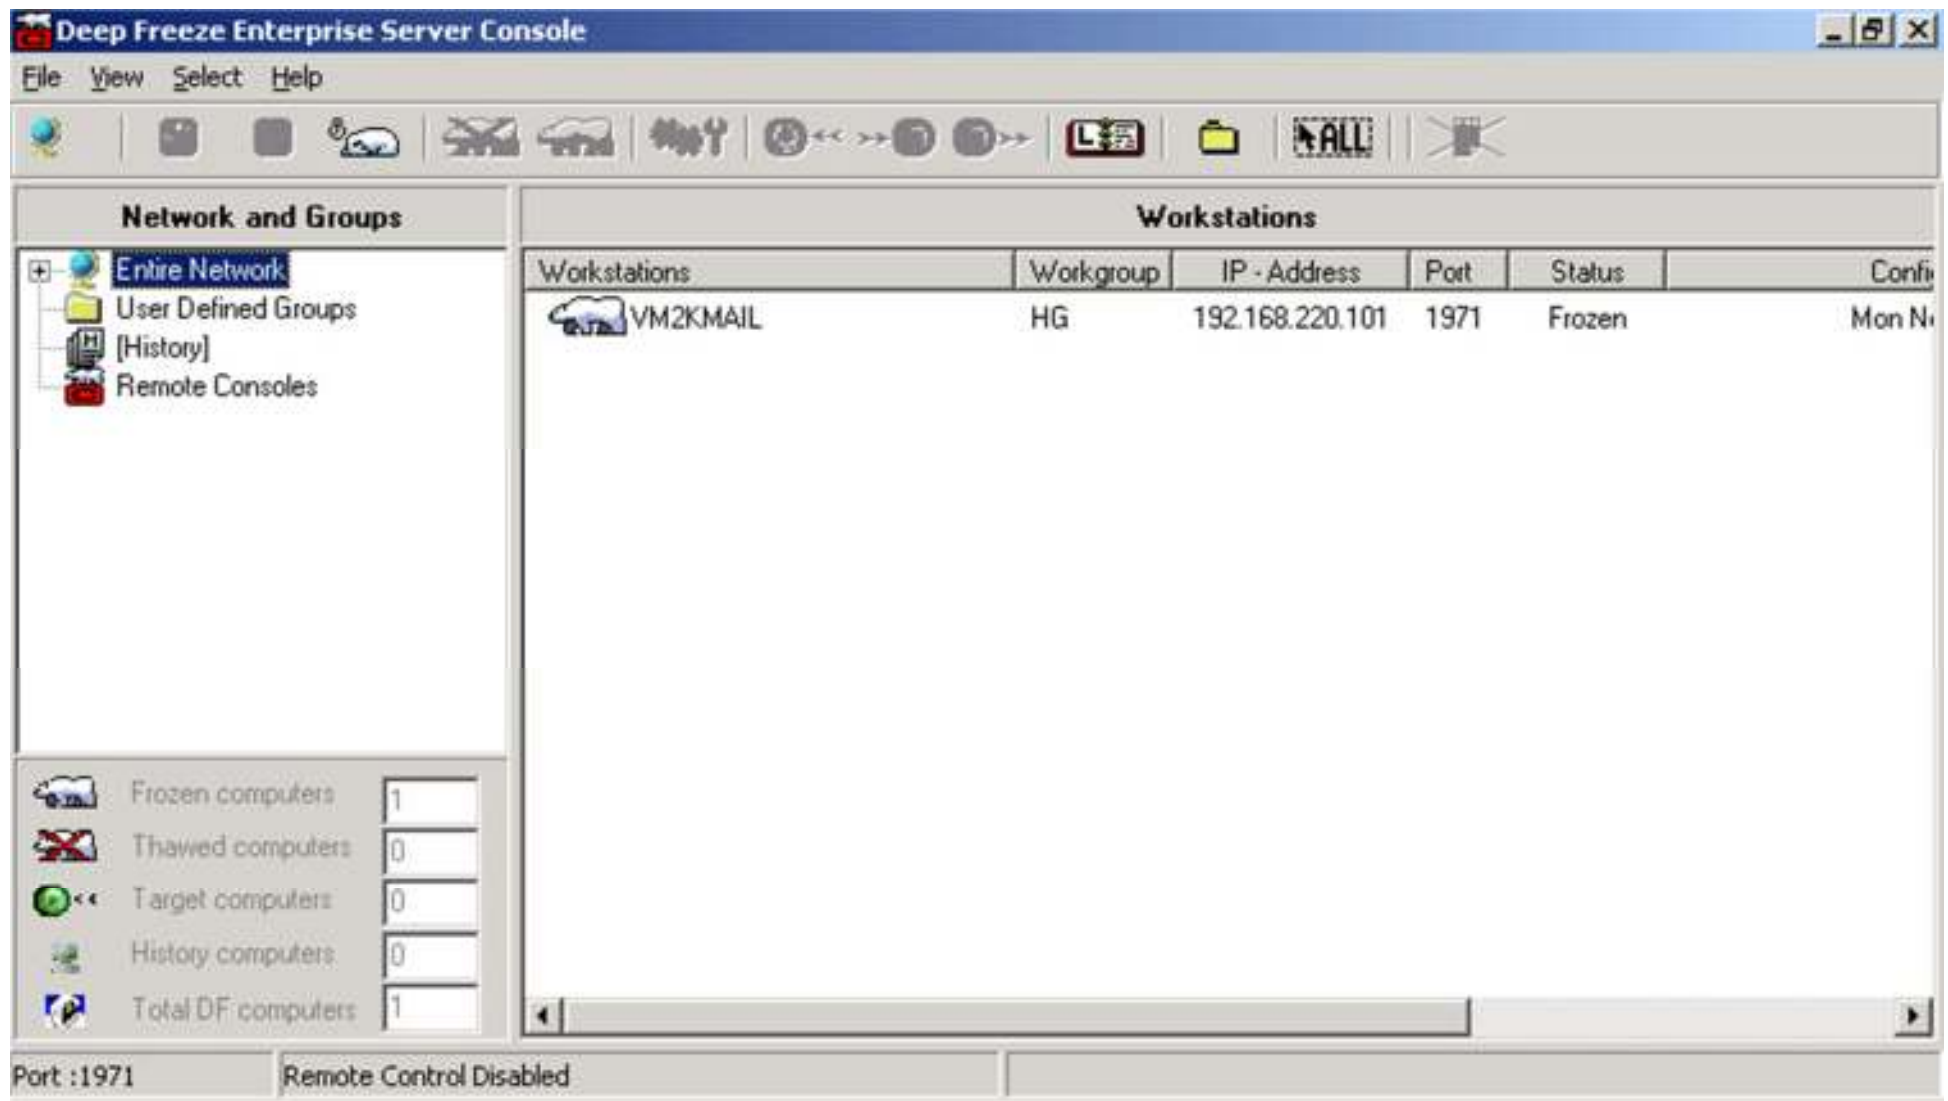 Deep Freeze Enterprise Server Console
File View Select Help
L ALL
Network and Groups
Entire Network
User Defined Groups
[History]
Remote Consoles
Workstations
Workstations Workgroup IP - Address Port Status Confi
VM2KMAIL HG 192.168.220.101 1971 Frozen Mon N
Frozen computers 1
Thawed computers 0
Target computers 0
History computers 0
Total DF computers 1
Port :1971 Remote Control Disabled